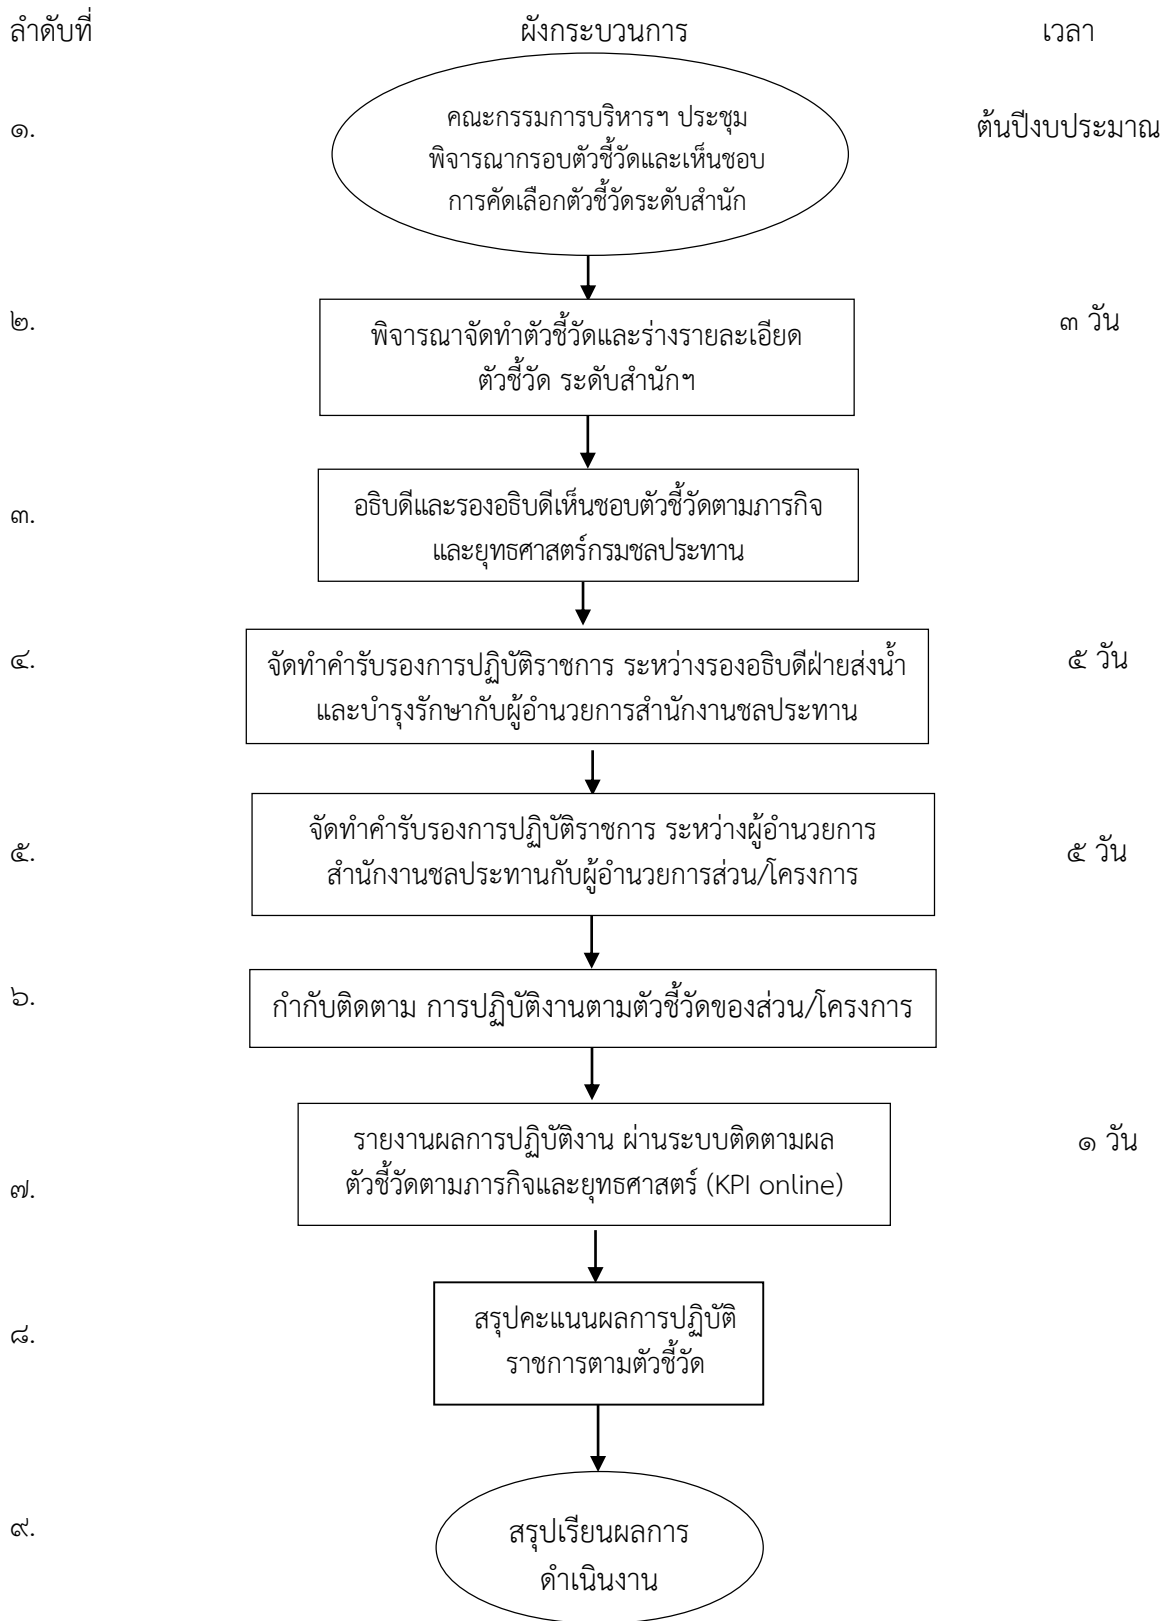 ลำดับที่ ผังกระบวนการ เวลา
๑. คณะกรรมการบริหารฯ ประชุม ต้นปีงบประมาณ
พิจารณากรอบตัวชี้วัดและเห็นชอบ
การคัดเลือกตัวชี้วัดระดับสำนัก
๒. พิจารณาจัดทำตัวชี้วัดและร่างรายละเอียด ๓ วัน
ตัวชี้วัด ระดับสำนักฯ
๓. อธิบดีและรองอธิบดีเห็นชอบตัวชี้วัดตามภารกิจ
และยุทธศาสตร์กรมชลประทาน
๔. จัดทำคำรับรองการปฏิบัติราชการ ระหว่างรองอธิบดีฝ่ายส่งน้ำ ๕ วัน
และบำรุงรักษากับผู้อำนวยการสำนักงานชลประทาน
๕. จัดทำคำรับรองการปฏิบัติราชการ ระหว่างผู้อำนวยการ ๕ วัน
สำนักงานชลประทานกับผู้อำนวยการส่วน/โครงการ
๖. กำกับติดตาม การปฏิบัติงานตามตัวชี้วัดของส่วน/โครงการ
รายงานผลการปฏิบัติงาน ผ่านระบบติดตามผล ๑ วัน
๗. ตัวชี้วัดตามภารกิจและยุทธศาสตร์ (KPI online)
๘. สรุปคะแนนผลการปฏิบัติ
ราชการตามตัวชี้วัด
๙. สรุปเรียนผลการ
ดำเนินงาน